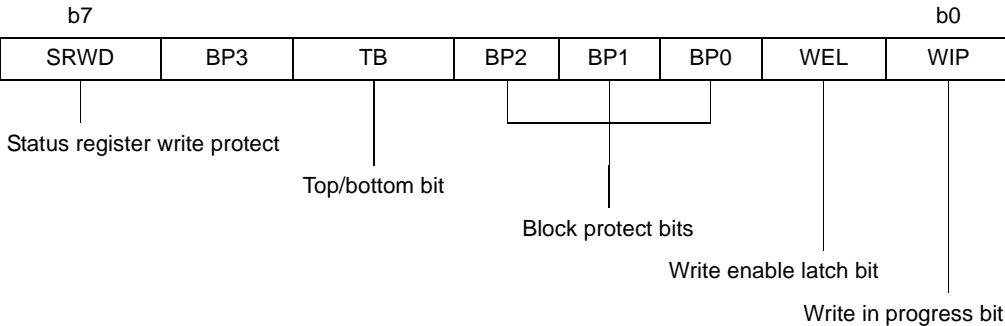 b7 b0
SRWD BP3 TB BP2 BP1 BP0 WEL WIP
Status register write protect
Top/bottom bit
Block protect bits
Write enable latch bit
Write in progress bit